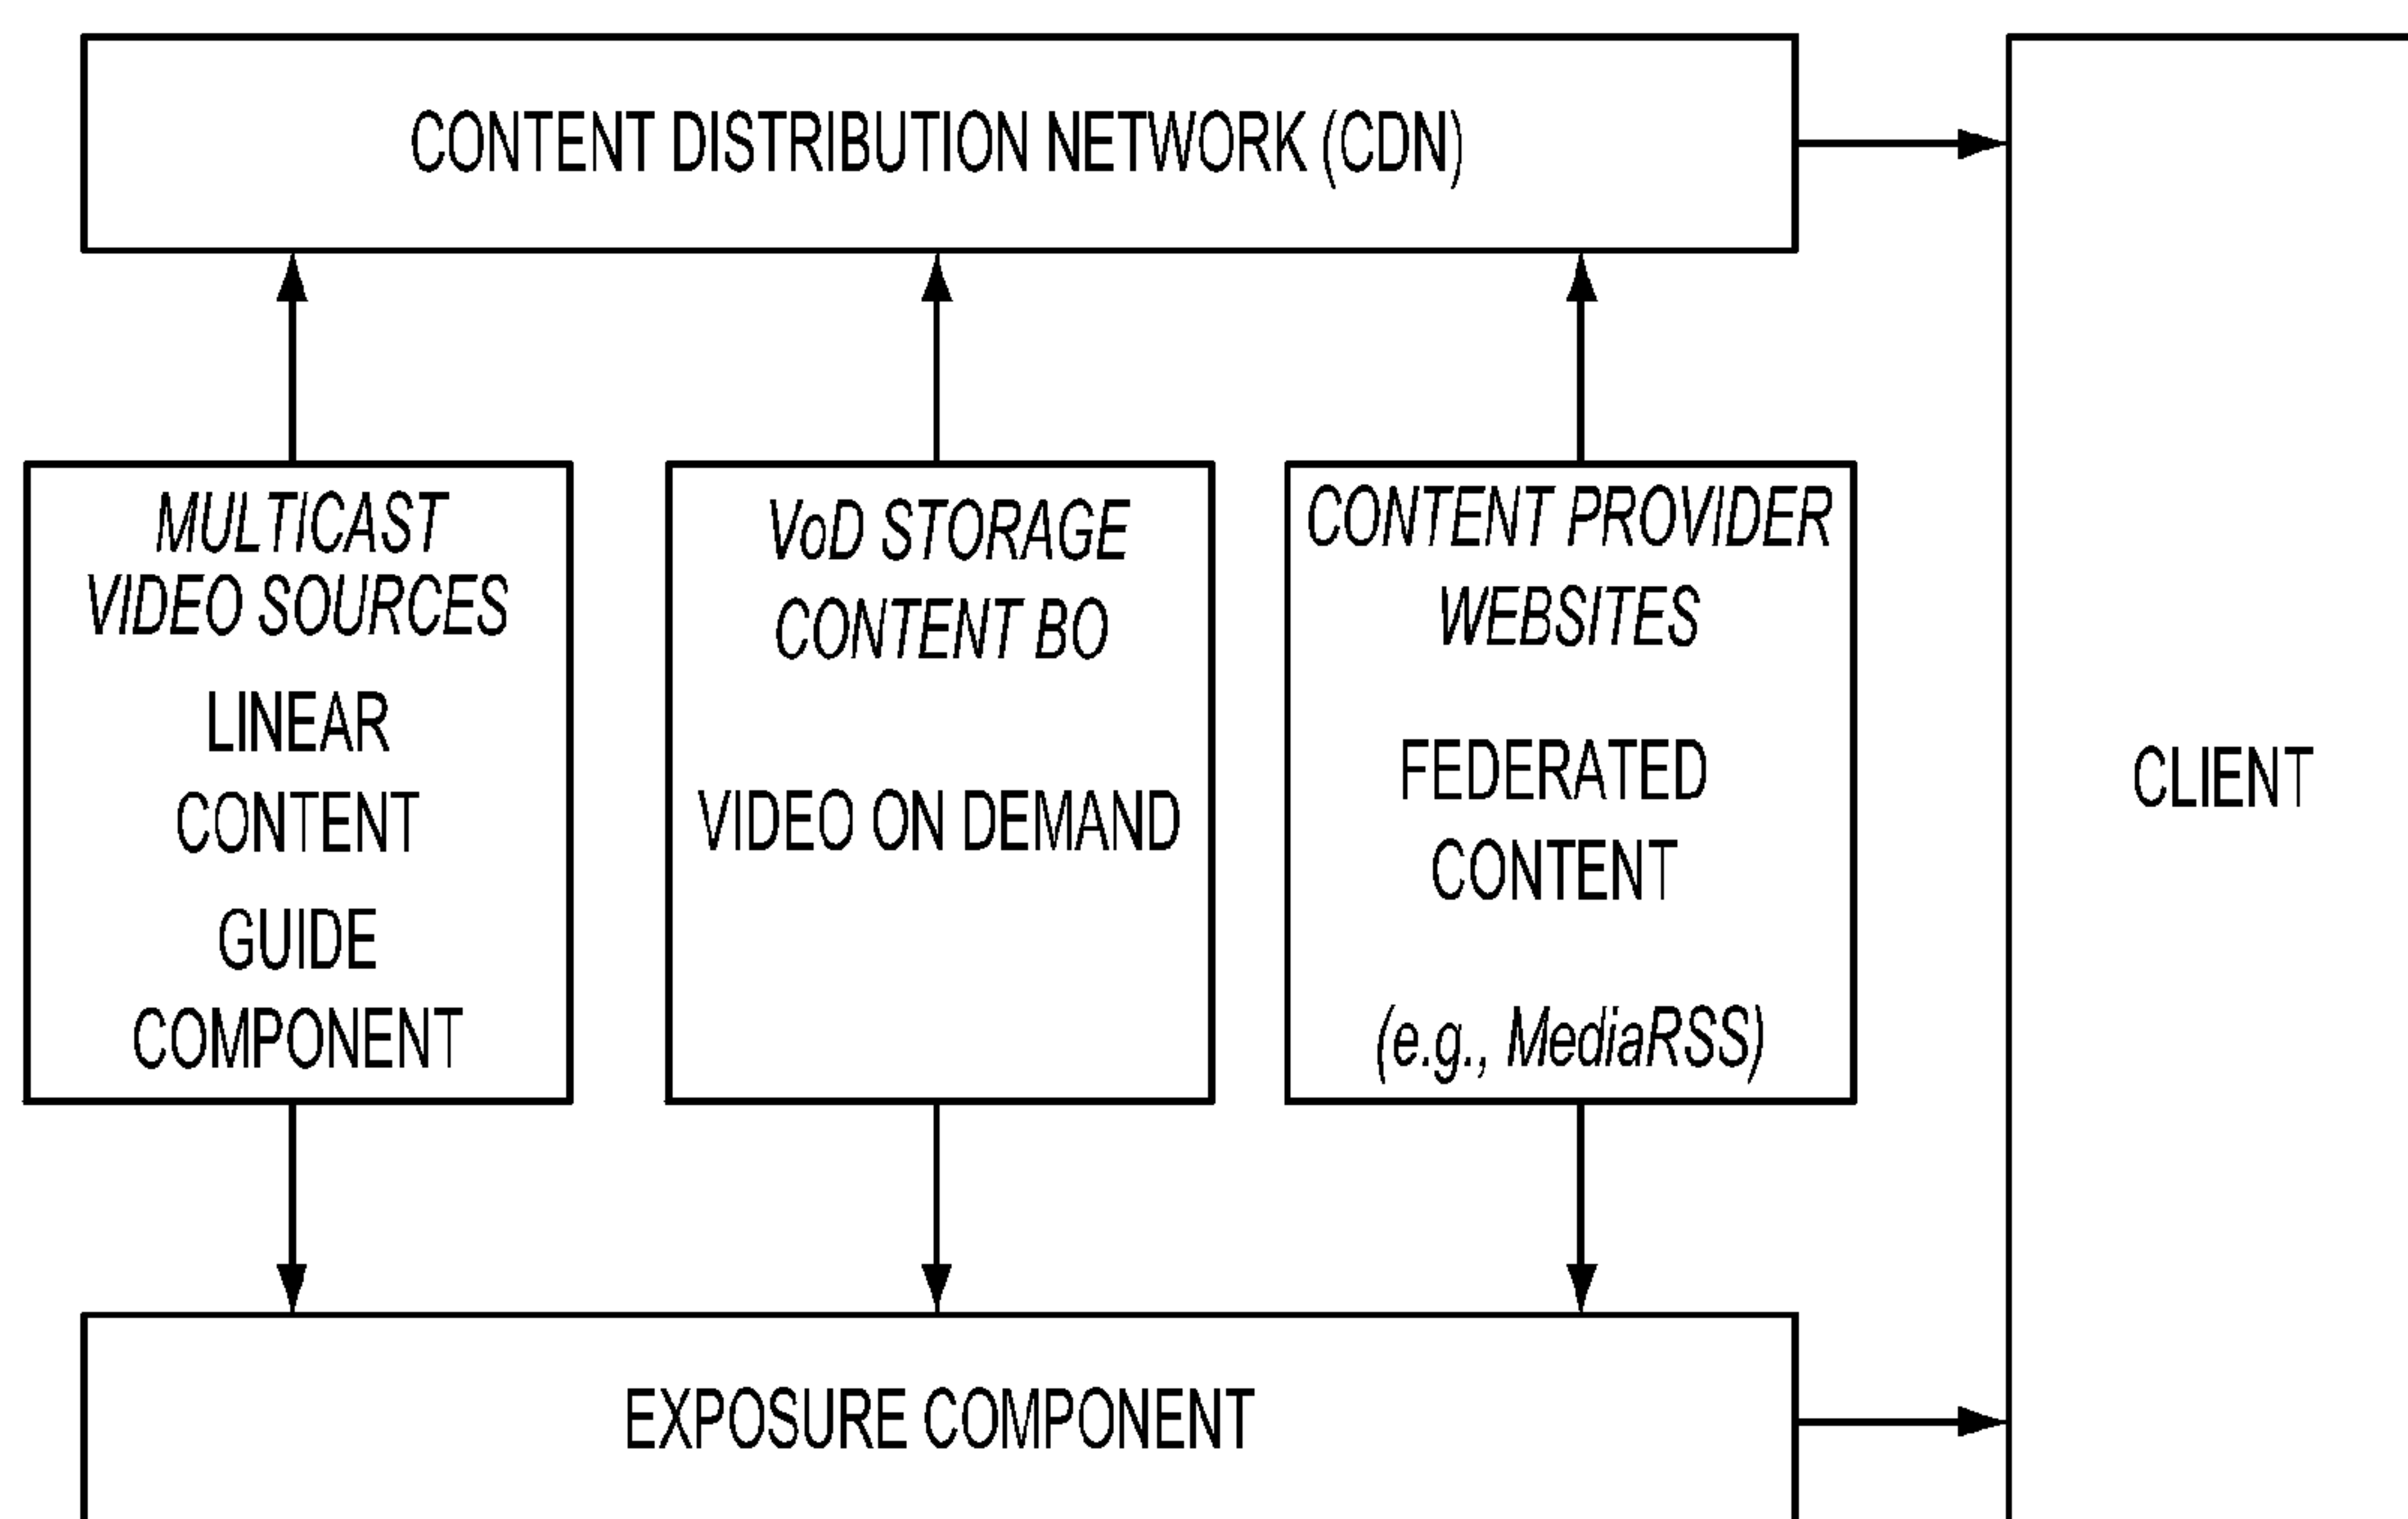 CONTENT DISTRIBUTION NETWORK (CDN)
MULTICAST
VIDEO SOURCES
LINEAR
CONTENT
GUIDE
COMPONENT
VoD STORAGE
CONTENT BO
VIDEO ON DEMAND
CONTENT PROVIDER
WEBSITES
FEDERATED
CONTENT
(e.g., MediaRSS)
CLIENT
EXPOSURE COMPONENT